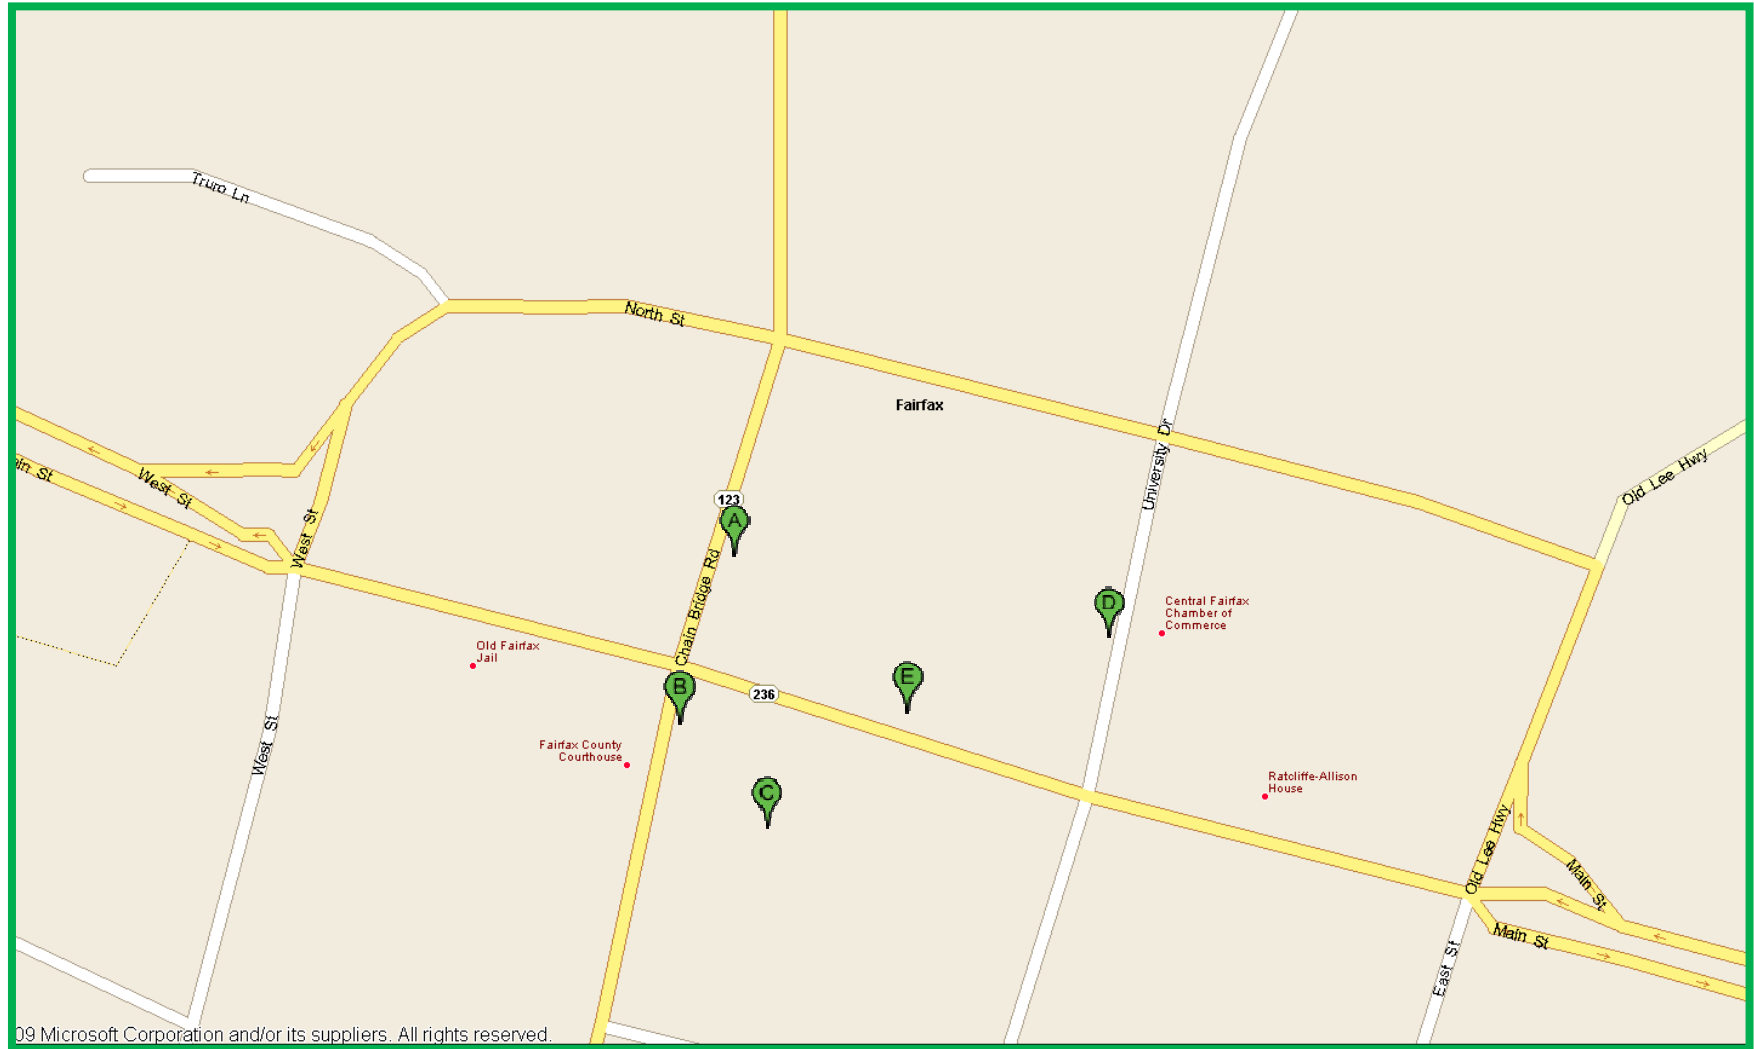 Truro Ln
North St
Fairfax
University Dr
Old Lee Hwy
West St
123
A
West St
Chain Bridge Rd
D
Central Fairfax
Chamber of
Commerce
Old Fairfax
Jail
E
B
236
West St
Fairfax County
Courthouse
C
Ratcliffe-Allison
House
Old Lee Hwy
Main St
Main St
East St
09 Microsoft Corporation and/or its suppliers. All rights reserved.